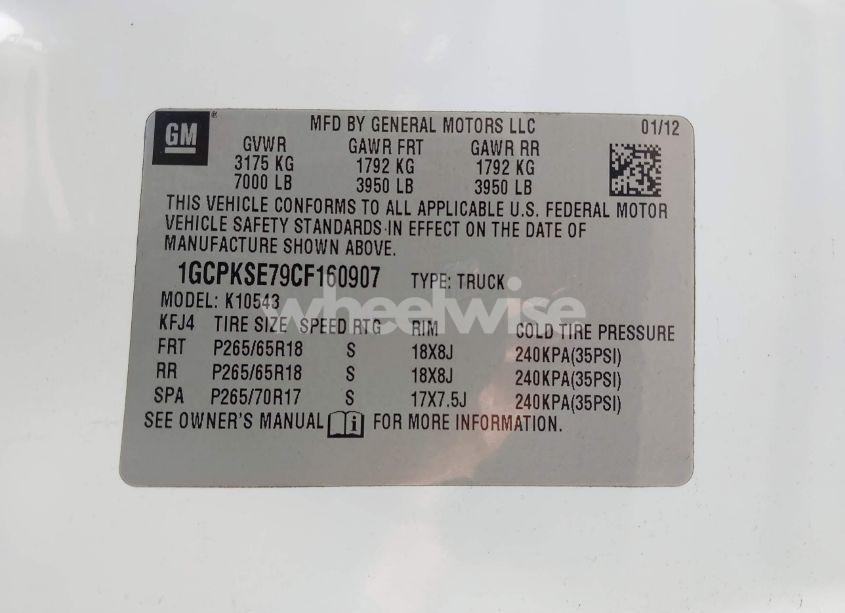 GM
MFD BY GENERAL MOTORS LLC 01/12
GVWR GAWR FRT GAWR RR
3175 KG 1792 KG 1792 KG
7000 LB 3950 LB 3950 LB
THIS VEHICLE CONFORMS TO ALL APPLICABLE U.S. FEDERAL MOTOR
VEHICLE SAFETY STANDARDS IN EFFECT ON THE DATE OF
MANUFACTURE SHOWN ABOVE.
1GCPKSE79CF160907 TYPE: TRUCK
MODEL: K10543
wheelwise
KFJ4 TIRE SIZE SPEED RTG RIM COLD TIRE PRESSURE
FRT P265/65R18 S 18X8J 240KPA(35PSI)
RR P265/65R18 S 18X8J 240KPA(35PSI)
SPA P265/70R17 S 17X7.5J 240KPA(35PSI)
SEE OWNER'S MANUAL i FOR MORE INFORMATION.